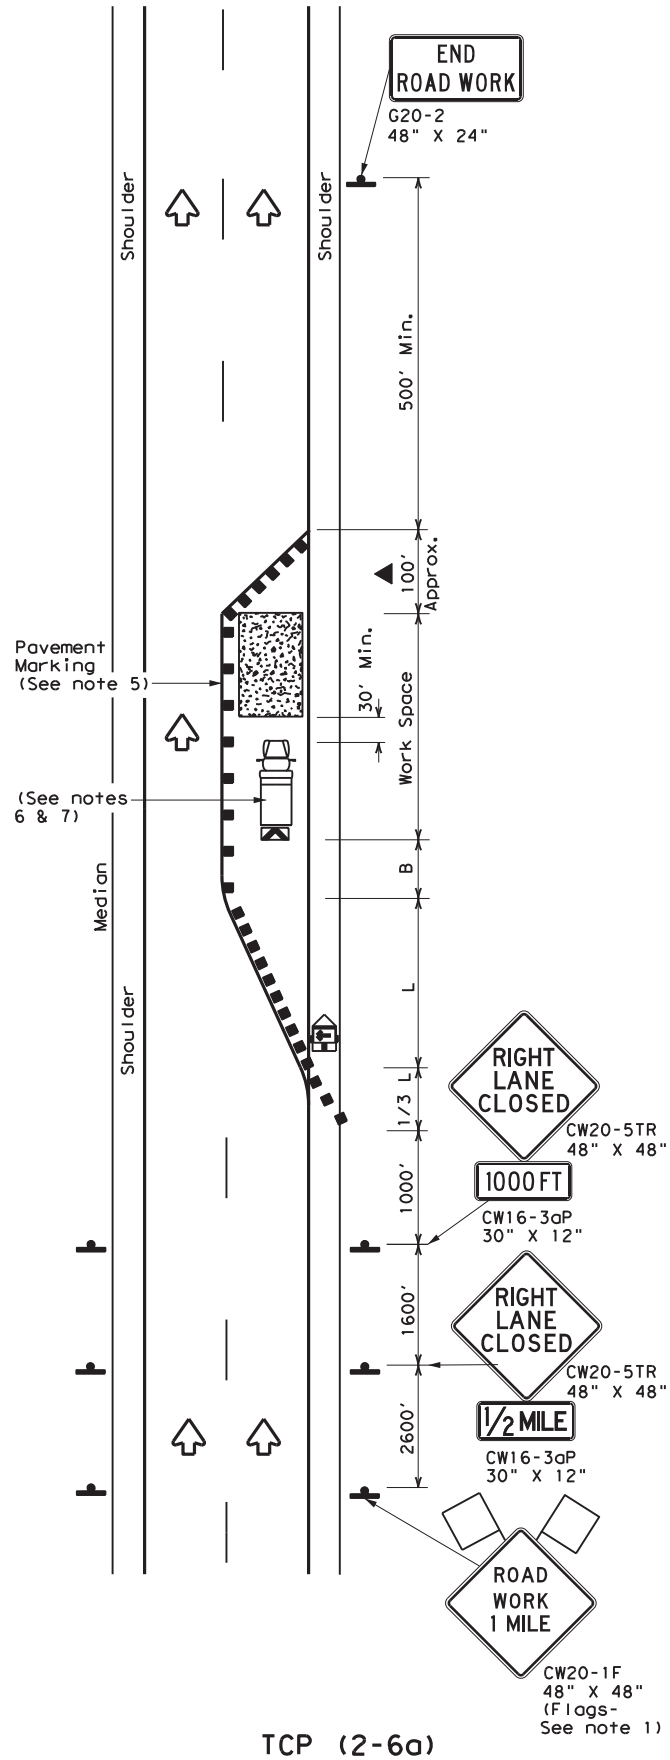 END
ROAD WORK
G20-2
48" X 24"
Shoulder
Shoulder
500' Min.
100'
Approx.
Pavement
Marking
(See note 5)
30' Min.
Work Space
(See notes
6 & 7)
B
Median
L
Shoulder
RIGHT
LANE
CLOSED
1/3 L
CW20-5TR
48" X 48"
1000 FT
1000'
CW16-3aP
30" X 12"
RIGHT
LANE
CLOSED
1600'
CW20-5TR
48" X 48"
1/2 MILE
2600'
CW16-3aP
30" X 12"
ROAD
WORK
1 MILE
CW20-1F
48" X 48"
(Flags-
See note 1)
TCP (2-6a)